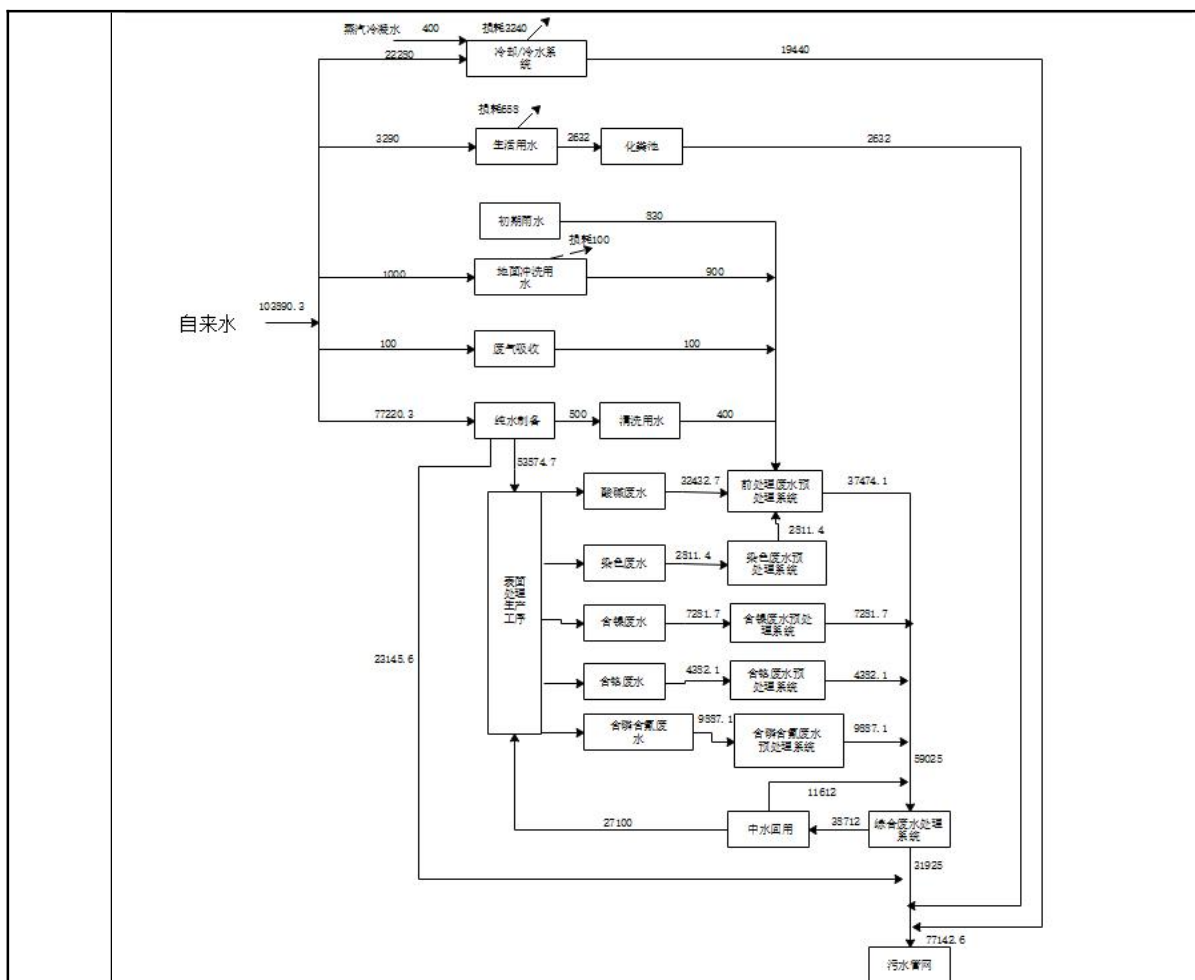 蒸汽冷凝水
400
损耗3240
22280
冷却/冷水系
统
19440
损耗658
3290
生活用水
2632
化粪池
2632
初期雨水
830
损耗100
1000
地面冲洗用
水
900
自来水
103890.3
100
废气吸收
100
77220.3
纯水制备
500
清洗用水
400
53574.7
酸碱废水
32432.7
前处理废水预
处理系统
37474.1
2811.4
染色废水
2811.4
染色废水预
处理系统
表面
处理
生产
工序
含镍废水
7281.7
含镍废水预处
理系统
7281.7
23145.6
含铬废水
4382.1
含铬废水预
处理系统
4382.1
含磷含氮废
水
9887.1
含磷含氮废水
预处理系统
9887.1
59025
11612
27100
中水回用
38712
综合废水处理
系统
31925
77142.6
污水管网